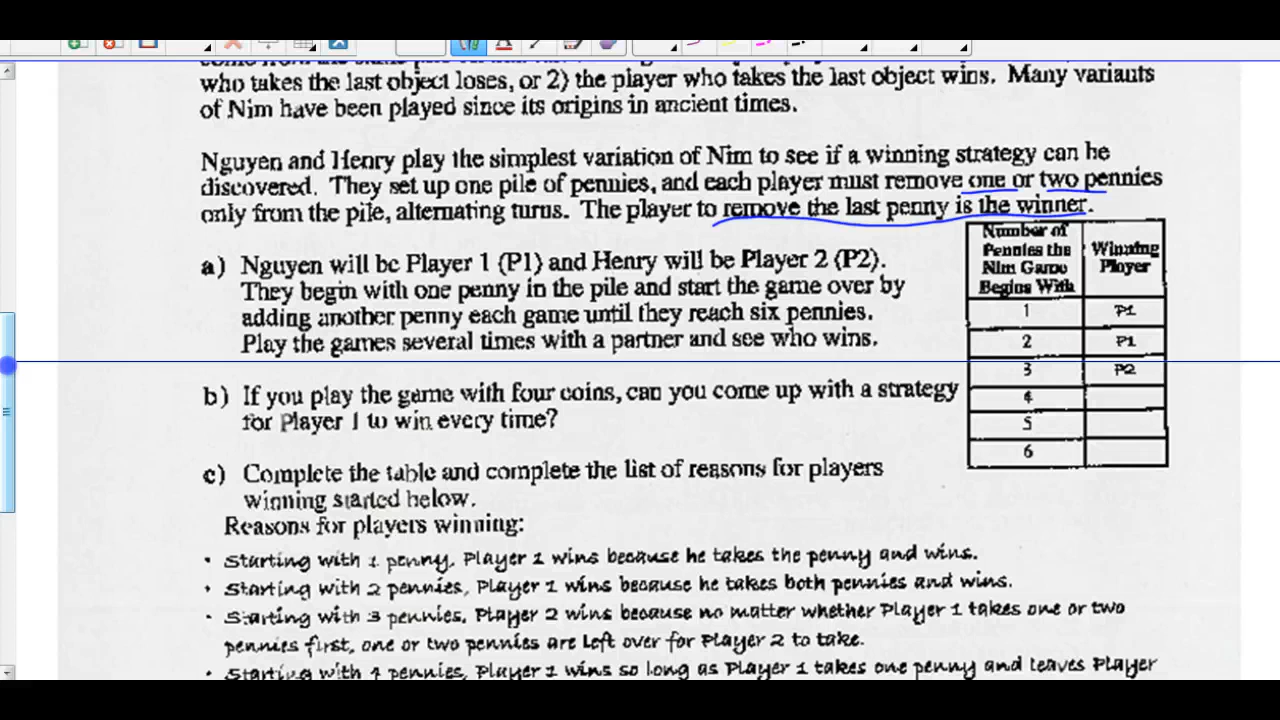 who takes the last object loses, or 2) the player who takes the last object wins. Many variants
of Nim have been played since its origins in ancient times.
Nguyen and Henry play the simplest variation of Nim to see if a winning strategy can be
discovered. They set up one pile of pennies, and each player must remove one or two pennies
only from the pile, alternating turns. The player to remove the last penny is the winner.
a) Nguyen will be Player 1 (P1) and Henry will be Player 2 (P2).
They begin with one penny in the pile and start the game over by
adding another penny each game until they reach six pennies.
Play the games several times with a partner and see who wins.
Number of Pennies the Nim Game Begins With Winning Player
1 P1
2 P1
3 P2
4
5
6
b) If you play the game with four coins, can you come up with a strategy
for Player 1 to win every time?
c) Complete the table and complete the list of reasons for players
winning started below.
Reasons for players winning:
• Starting with 1 penny, Player 1 wins because he takes the penny and wins.
• Starting with 2 pennies, Player 1 wins because he takes both pennies and wins.
• Starting with 3 pennies, Player 2 wins because no matter whether Player 1 takes one or two
pennies first, one or two pennies are left over for Player 2 to take.
• Starting with 4 pennies, Player 1 wins so long as Player 1 takes one penny and leaves Player